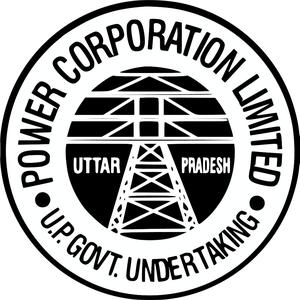 POWER CORPORATION LIMITED
UTTAR PRADESH
U.P. GOVT. UNDERTAKING